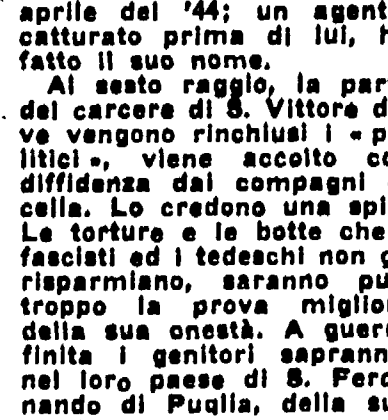 aprile del '44; un agent
catturato prima di lui, h
fatto il suo nome.
Al sesto raggio, la par
del carcere di S. Vittore d
ve vengono rinchiusi i « p
litici », viene accolto co
diffidenza dai compagni
cella. Lo credono una spi
Le torture e le botte che
fascisti ed i tedeschi non g
risparmiano, saranno pu
troppo la prova miglio
della sua onestà. A guer
finita i genitori sapran
nel loro paese di S. Ferd
nando di Puglia, della su